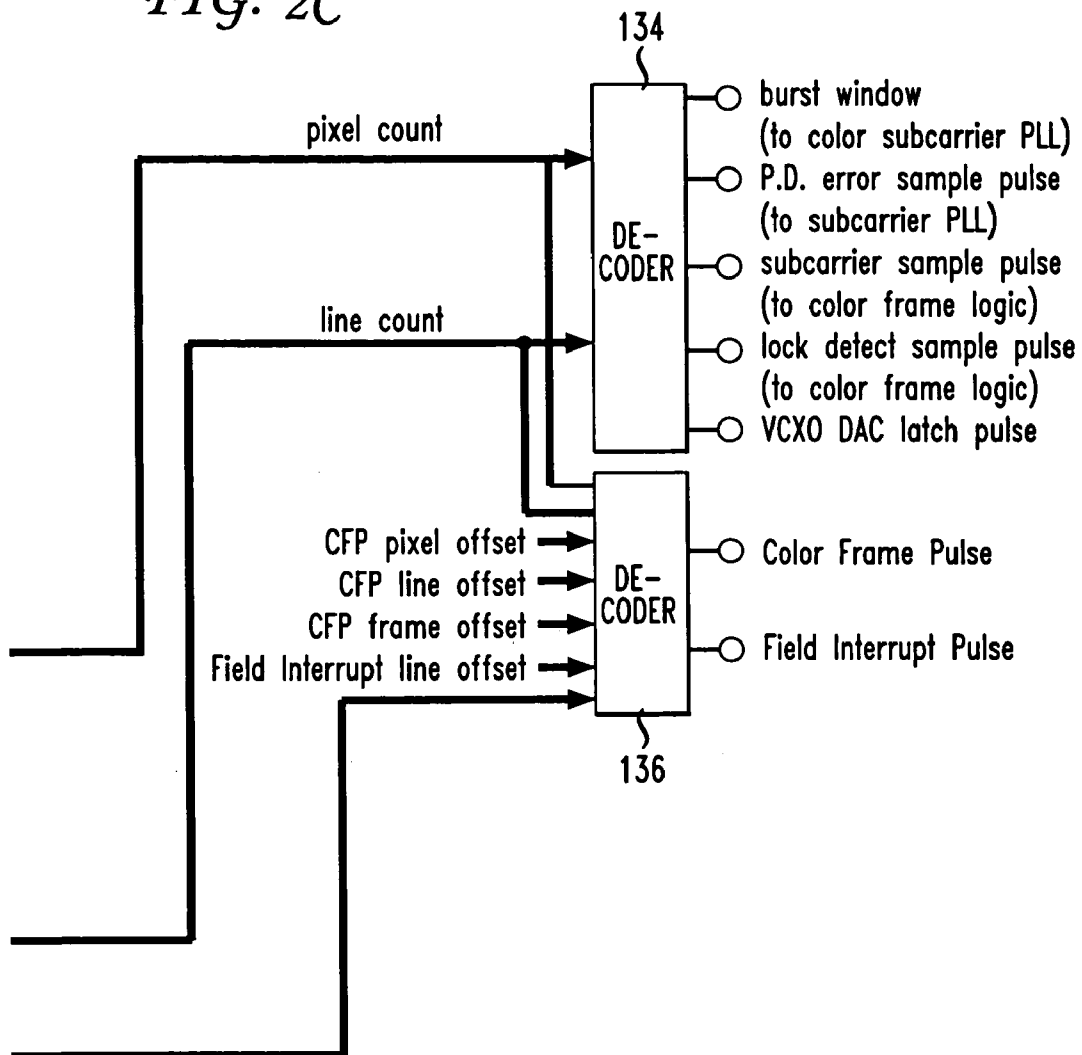 FIG. 2C
134
burst window
(to color subcarrier PLL)
pixel count
P.D. error sample pulse
(to subcarrier PLL)
DE-
CODER
subcarrier sample pulse
(to color frame logic)
line count
lock detect sample pulse
(to color frame logic)
VCXO DAC latch pulse
CFP pixel offset
CFP line offset
CFP frame offset
Field Interrupt line offset
DE-
CODER
Color Frame Pulse
Field Interrupt Pulse
136